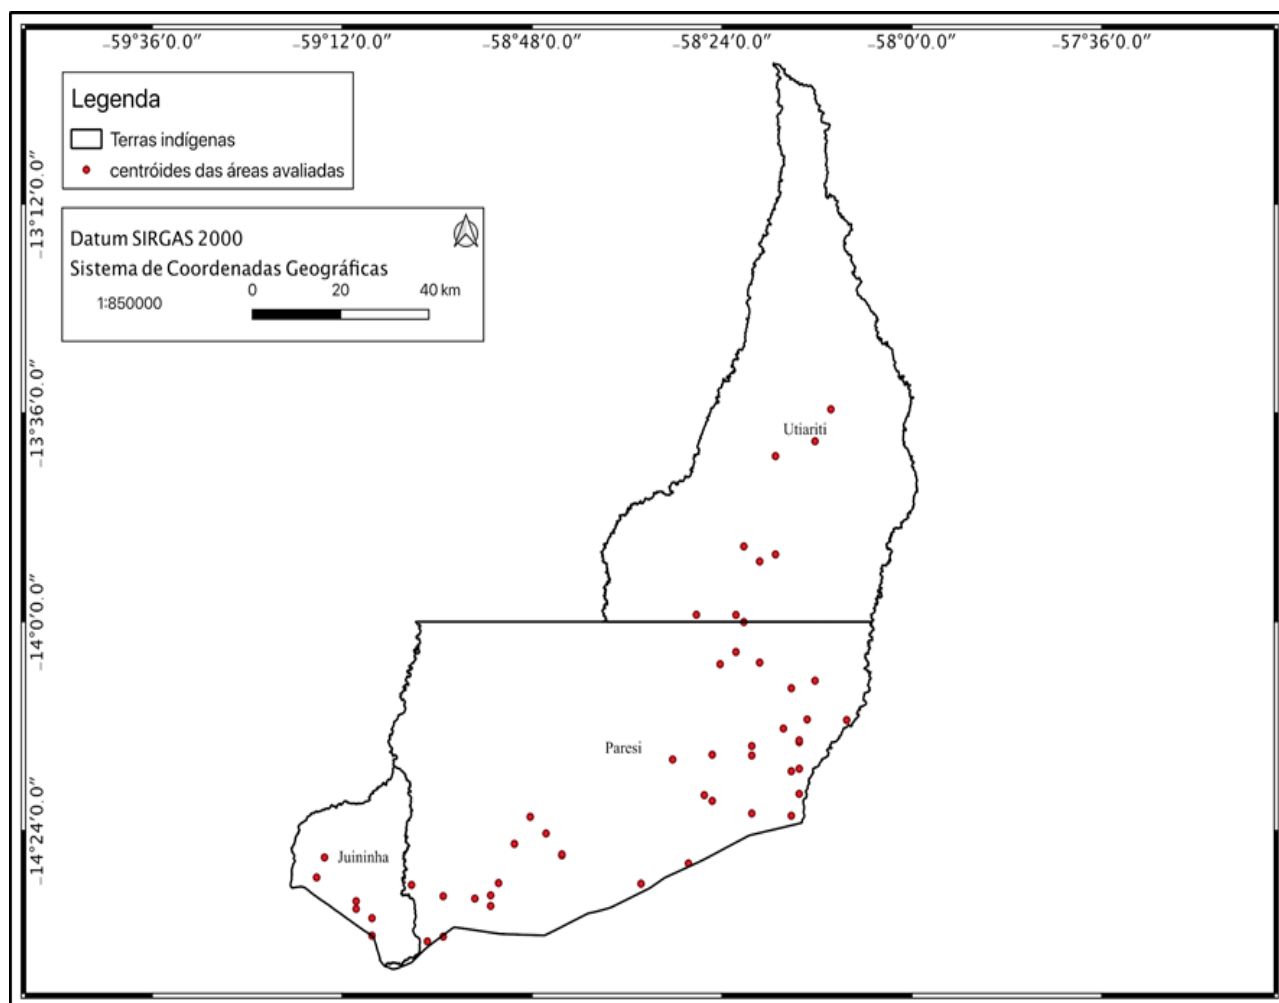 −59°36′0.0″ −59°12′0.0″ −58°48′0.0″ −58°24′0.0″ −58°0′0.0″ −57°36′0.0″
Legenda
Terras indígenas
centróides das áreas avaliadas
−13°12′0.0″
Datum SIRGAS 2000
Sistema de Coordenadas Geográficas
1:850000
0 20 40 km
−13°36′0.0″
Utiariti
−14°0′0.0″
Paresi
−14°24′0.0″
Juininha